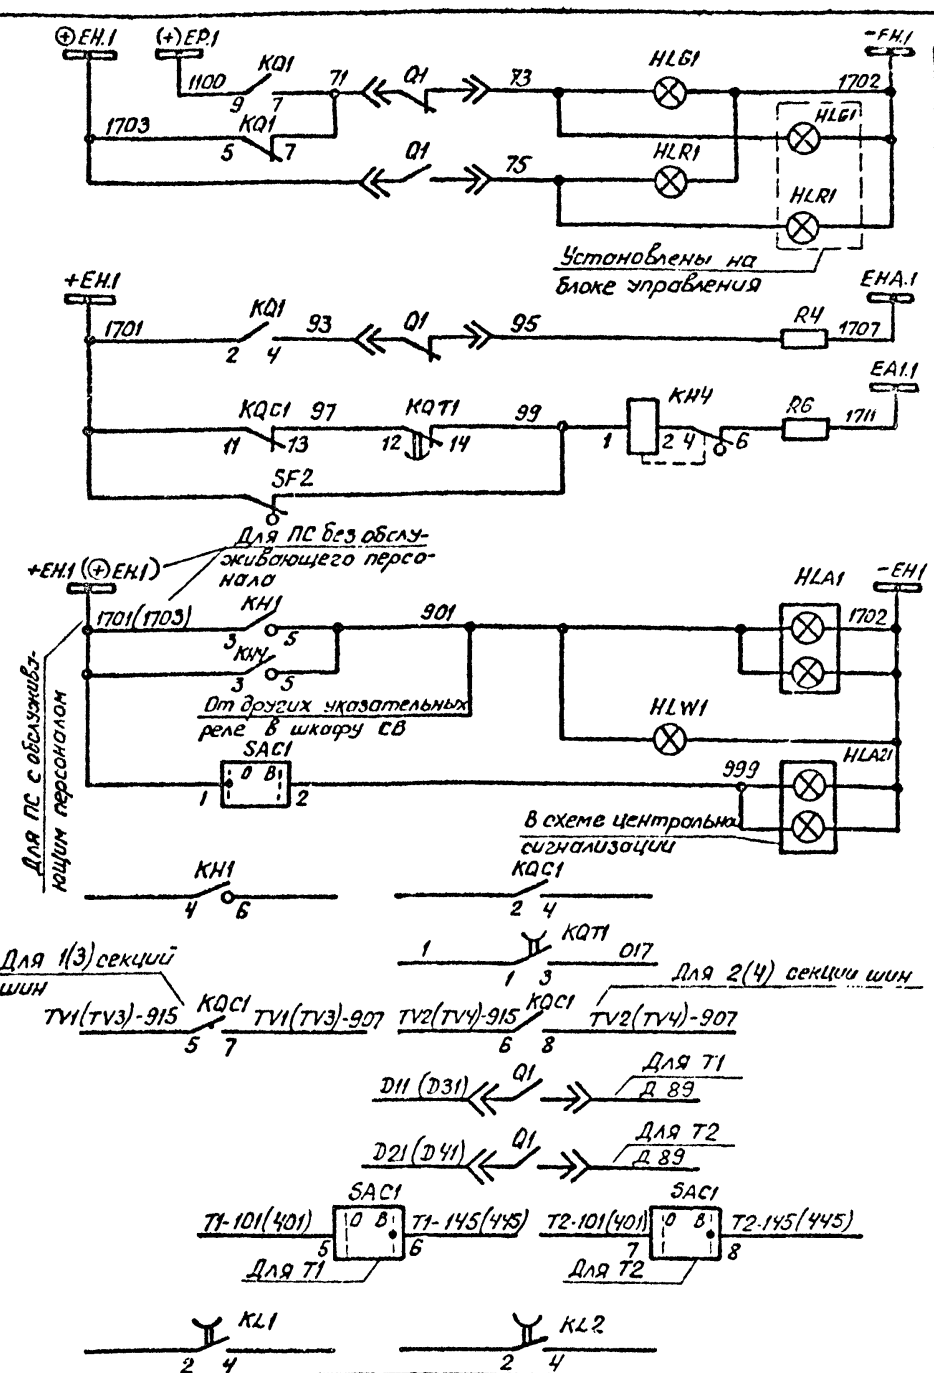 ⊕EH.1 (+)EP.1 -EH.1
1100 KQ1 71 Q1 73 HLG1 1702
9 7
1703 KQ1 HLG1
5 7
Q1 75 HLR1
HLR1
Установлены на
блоке управления
+EH.1 EHA.1
1701 KQ1 93 Q1 95 R4 1707
2 4
EA1.1
KQC1 97 KQT1 99 KH4 R6 1711
11 13 12 14 1 2 4 6
SF2
Для ПС без обслу-
живающего персо-
нала
+EH.1 (⊕EH.1) HLA1 -EH1
1701(1703) KH1 901 1702
3 5
KH4
3 5
От других указательных
реле в шкафу СВ
HLW1
SAC1 HLA21
О В 999
1 2
Для ПС с обслужива-
ющим персоналом
В схеме центрально
сигнализации
KH1 KQC1
4 6 2 4
KQT1
1 017
1 3
Для 1(3) секций
шин
Для 2(4) секции шин
TV1(TV3)-915 KQC1 TV1(TV3)-907 TV2(TV4)-915 KQC1 TV2(TV4)-907
5 7 6 8
D11 (D31) Q1 Для Т1
Д 89
D21 (D41) Q1 Для Т2
Д 89
SAC1 SAC1
T1-101(401) О В T1-145(445) T2-101(401) О В T2-145(445)
5 6 7 8
Для Т1 Для Т2
KL1 KL2
2 4 2 4